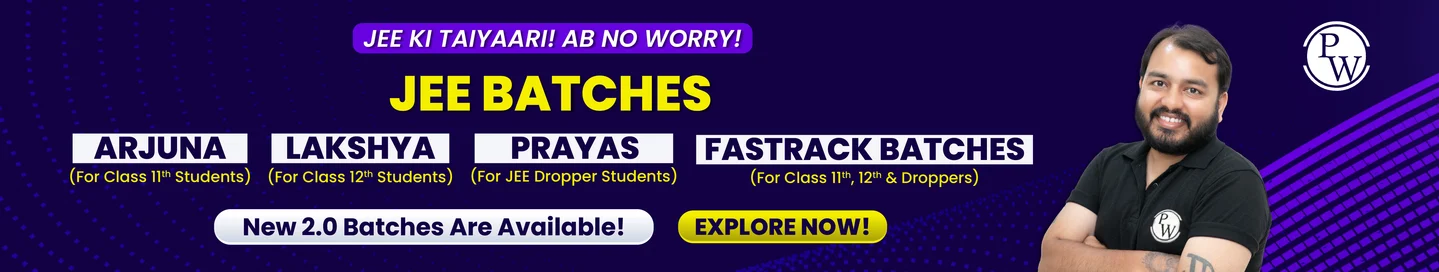 JEE KI TAIYAARI! AB NO WORRY!
JEE BATCHES
ARJUNA
(For Class 11th Students)
LAKSHYA
(For Class 12th Students)
PRAYAS
(For JEE Dropper Students)
FASTRACK BATCHES
(For Class 11th, 12th & Droppers)
New 2.0 Batches Are Available!
EXPLORE NOW!
PW
PW